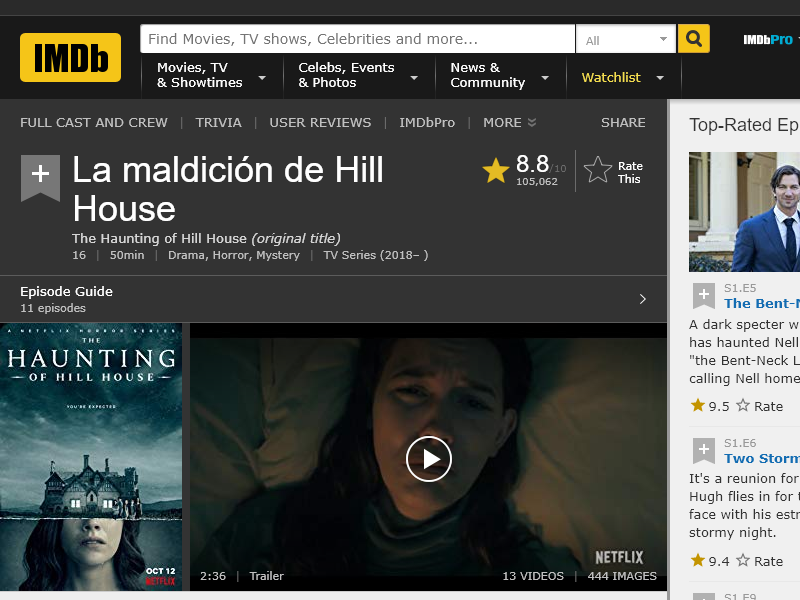 IMDb
Find Movies, TV shows, Celebrities and more...
All
IMDbPro
Movies, TV
& Showtimes
Celebs, Events
& Photos
News &
Community
Watchlist
FULL CAST AND CREW | TRIVIA | USER REVIEWS | IMDbPro | MORE
SHARE
La maldición de Hill
House
8.8/10
105,062
Rate
This
The Haunting of Hill House (original title)
16 | 50min | Drama, Horror, Mystery | TV Series (2018– )
Episode Guide
11 episodes
A NETFLIX HORROR SERIES
THE
HAUNTING
OF HILL HOUSE
YOU'RE EXPECTED
OCT 12
NETFLIX
NETFLIX
2:36 | Trailer
13 VIDEOS | 444 IMAGES
Top-Rated Ep
S1.E5
The Bent-N
A dark specter w
has haunted Nell
"the Bent-Neck L
calling Nell home
9.5 Rate
S1.E6
Two Storm
It's a reunion for
Hugh flies in for t
face with his estr
stormy night.
9.4 Rate
S1.E9